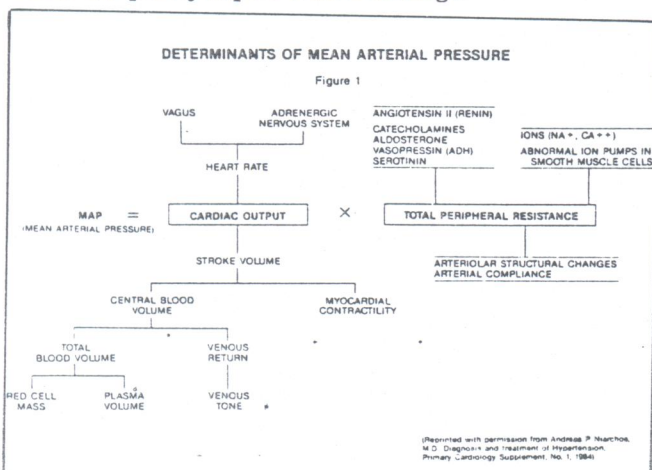 DETERMINANTS OF MEAN ARTERIAL PRESSURE
Figure 1
VAGUS
ADRENERGIC
NERVOUS SYSTEM
ANGIOTENSIN II (RENIN)
CATECHOLAMINES
ALDOSTERONE
VASOPRESSIN (ADH)
SEROTININ
IONS (NA+, CA++)
ABNORMAL ION PUMPS IN
SMOOTH MUSCLE CELLS
HEART RATE
MAP =
(MEAN ARTERIAL PRESSURE)
CARDIAC OUTPUT
×
TOTAL PERIPHERAL RESISTANCE
STROKE VOLUME
ARTERIOLAR STRUCTURAL CHANGES
ARTERIAL COMPLIANCE
CENTRAL BLOOD
VOLUME
MYOCARDIAL
CONTRACTILITY
TOTAL
BLOOD VOLUME
VENOUS
RETURN
RED CELL
MASS
PLASMA
VOLUME
VENOUS
TONE
(Reprinted with permission from Andreas P.
M.D. Diagnosis and treatment of Hypertension,
Primary Cardiology Supplement, No. 1, 1984)